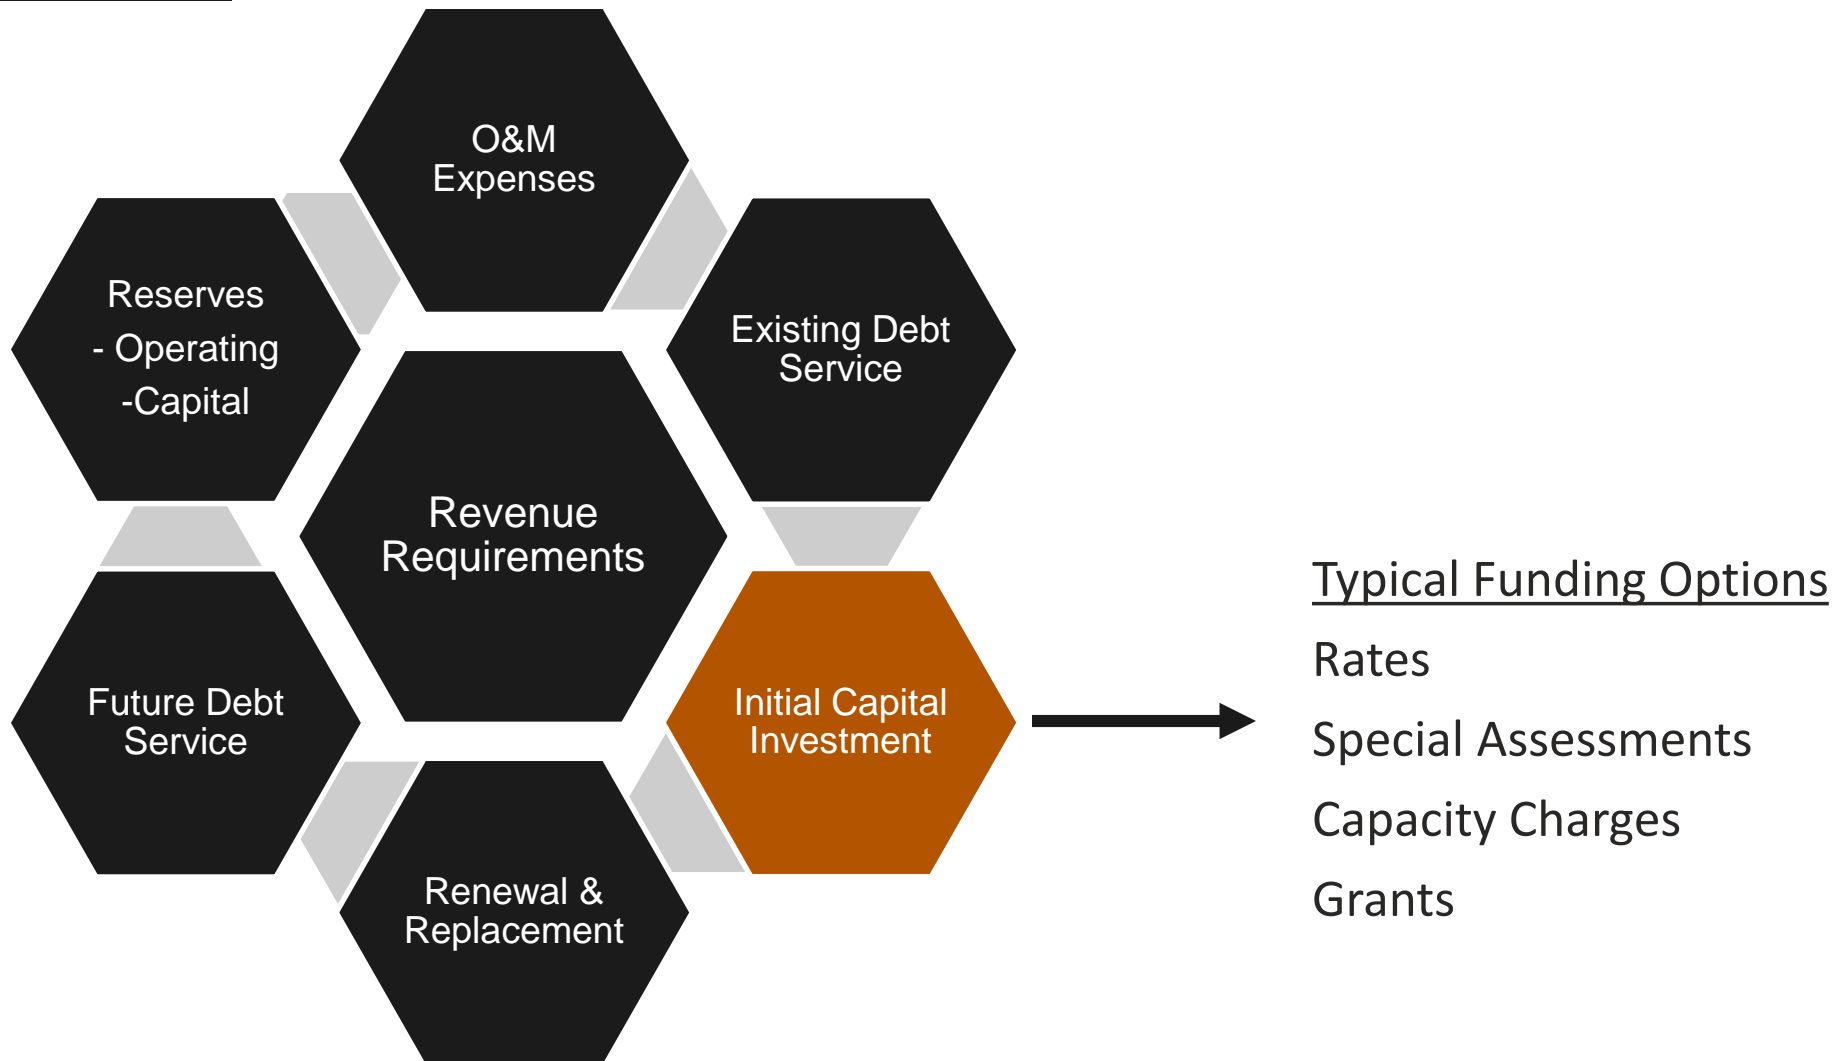 O&M
Expenses
Reserves
- Operating
-Capital
Existing Debt
Service
Revenue
Requirements
Future Debt
Service
Initial Capital
Investment
Renewal &
Replacement
Typical Funding Options
Rates
Special Assessments
Capacity Charges
Grants